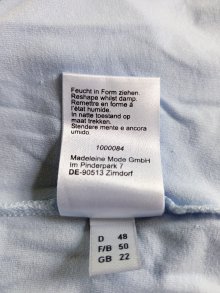 Feucht in Form ziehen.
Reshape whilst damp.
Remettre en forme à
l'état humide.
In natte toestand op
maat trekken.
Stendere mente e ancora
umido
1000084
Madeleine Mode GmbH
Im Pinderpark 7
DE-90513 Zirndorf
D 48
F/B 50
GB 22